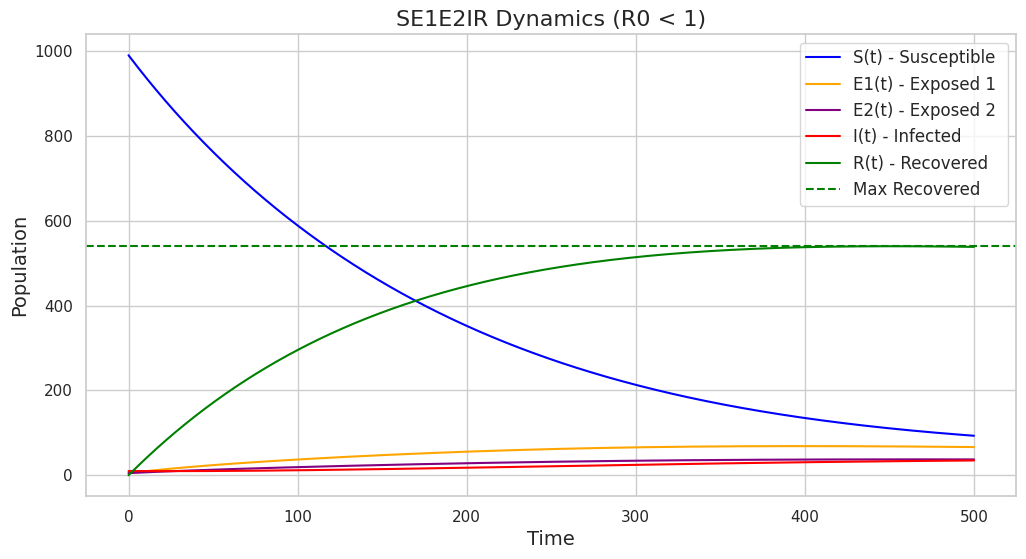 SE1E2IR Dynamics (R0 < 1)
Population
1000
800
600
400
200
0
S(t) - Susceptible
E1(t) - Exposed 1
E2(t) - Exposed 2
I(t) - Infected
R(t) - Recovered
Max Recovered
0 100 200 300 400 500
Time